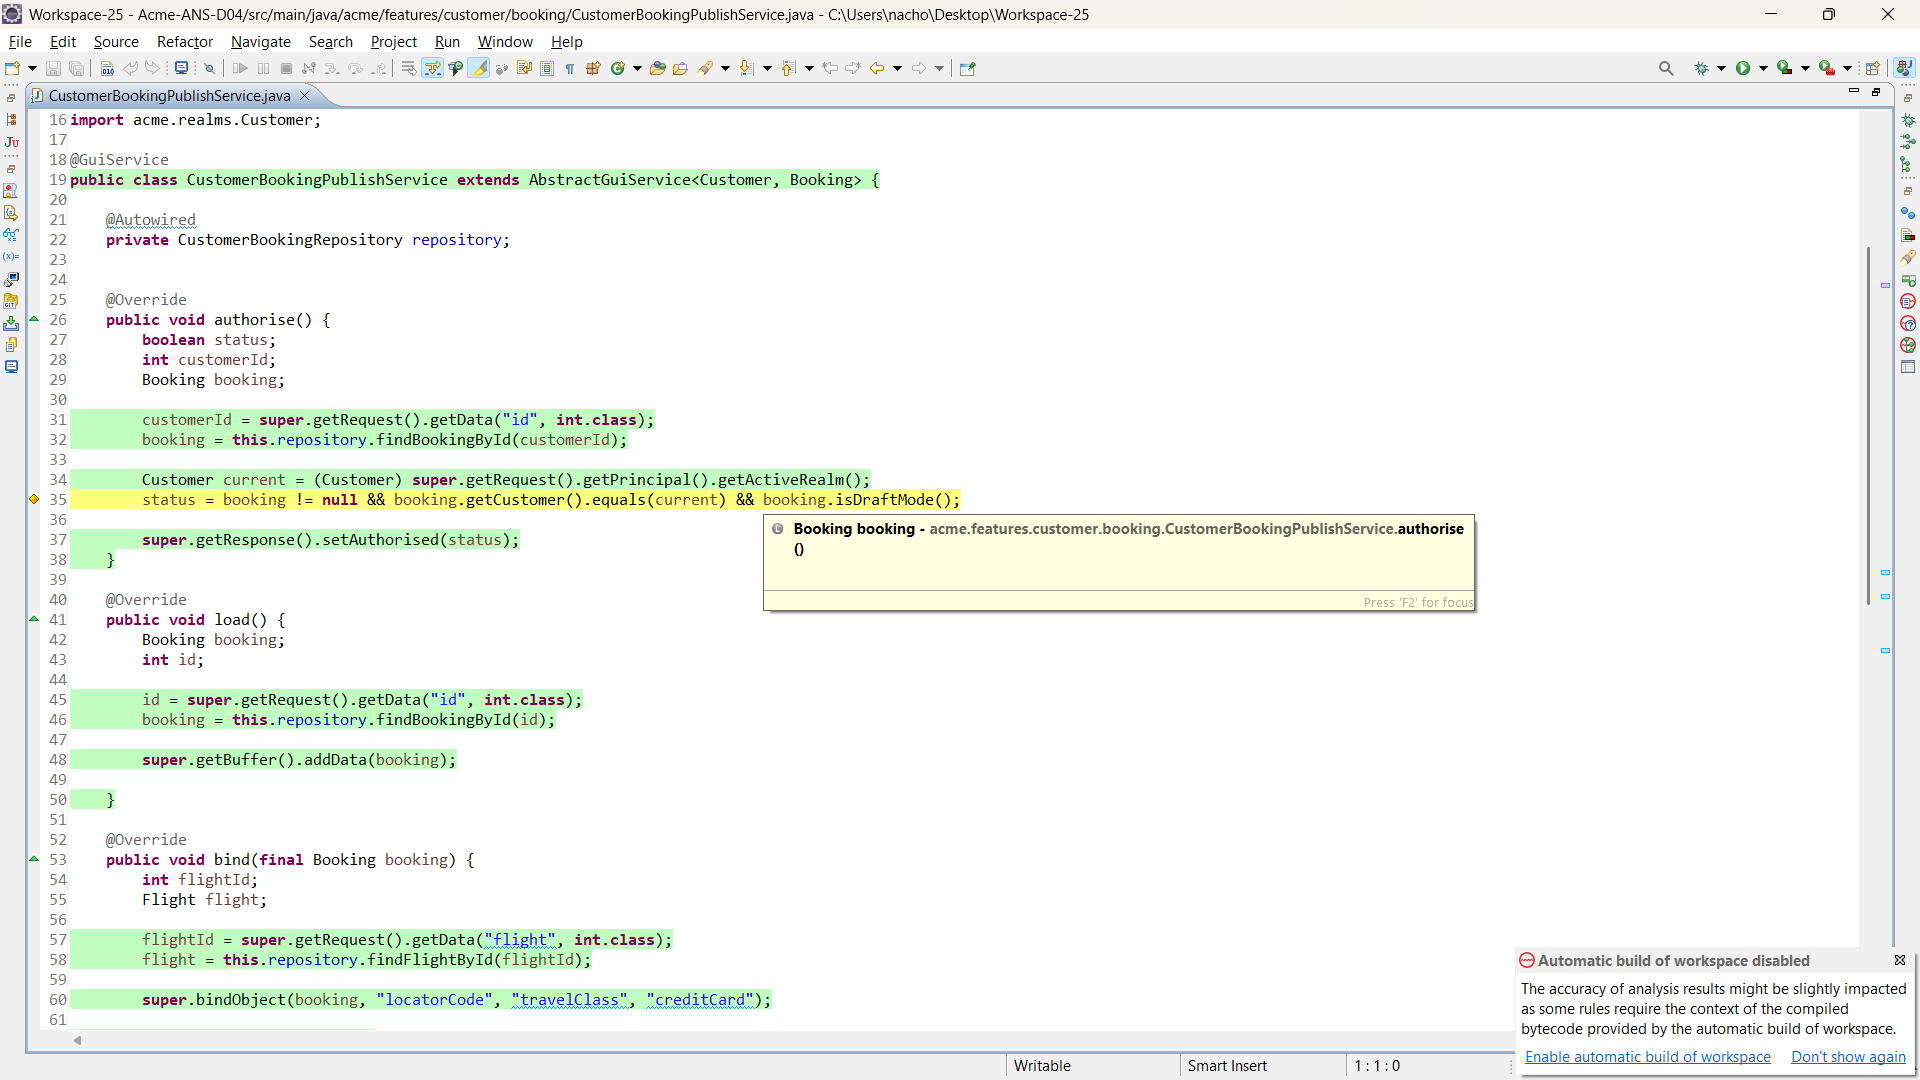 Workspace-25 - Acme-ANS-D04/src/main/java/acme/features/customer/booking/CustomerBookingPublishService.java - C:\Users\nacho\Desktop\Workspace-25
File Edit Source Refactor Navigate Search Project Run Window Help
CustomerBookingPublishService.java
16 import acme.realms.Customer;
17
18 @GuiService
19 public class CustomerBookingPublishService extends AbstractGuiService<Customer, Booking> {
20
21 @Autowired
22 private CustomerBookingRepository repository;
23
24
25 @Override
26 public void authorise() {
27 boolean status;
28 int customerId;
29 Booking booking;
30
31 customerId = super.getRequest().getData("id", int.class);
32 booking = this.repository.findBookingById(customerId);
33
34 Customer current = (Customer) super.getRequest().getPrincipal().getActiveRealm();
35 status = booking != null && booking.getCustomer().equals(current) && booking.isDraftMode();
36
37 super.getResponse().setAuthorised(status);
38 }
39
40 @Override
41 public void load() {
42 Booking booking;
43 int id;
44
45 id = super.getRequest().getData("id", int.class);
46 booking = this.repository.findBookingById(id);
47
48 super.getBuffer().addData(booking);
49
50 }
51
52 @Override
53 public void bind(final Booking booking) {
54 int flightId;
55 Flight flight;
56
57 flightId = super.getRequest().getData("flight", int.class);
58 flight = this.repository.findFlightById(flightId);
59
60 super.bindObject(booking, "locatorCode", "travelClass", "creditCard");
61
Booking booking - acme.features.customer.booking.CustomerBookingPublishService.authorise
()
Press 'F2' for focus
Automatic build of workspace disabled
The accuracy of analysis results might be slightly impacted
as some rules require the context of the compiled
bytecode provided by the automatic build of workspace.
Enable automatic build of workspace Don't show again
Writable Smart Insert 1 : 1 : 0